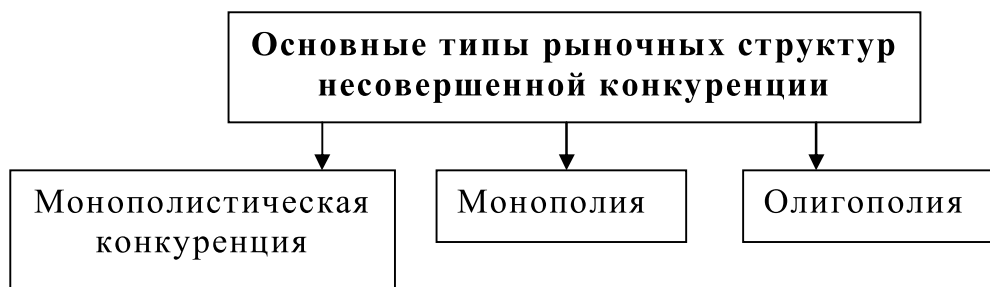 Основные типы рыночных структур
несовершенной конкуренции
Монополистическая
конкуренция
Монополия
Олигополия